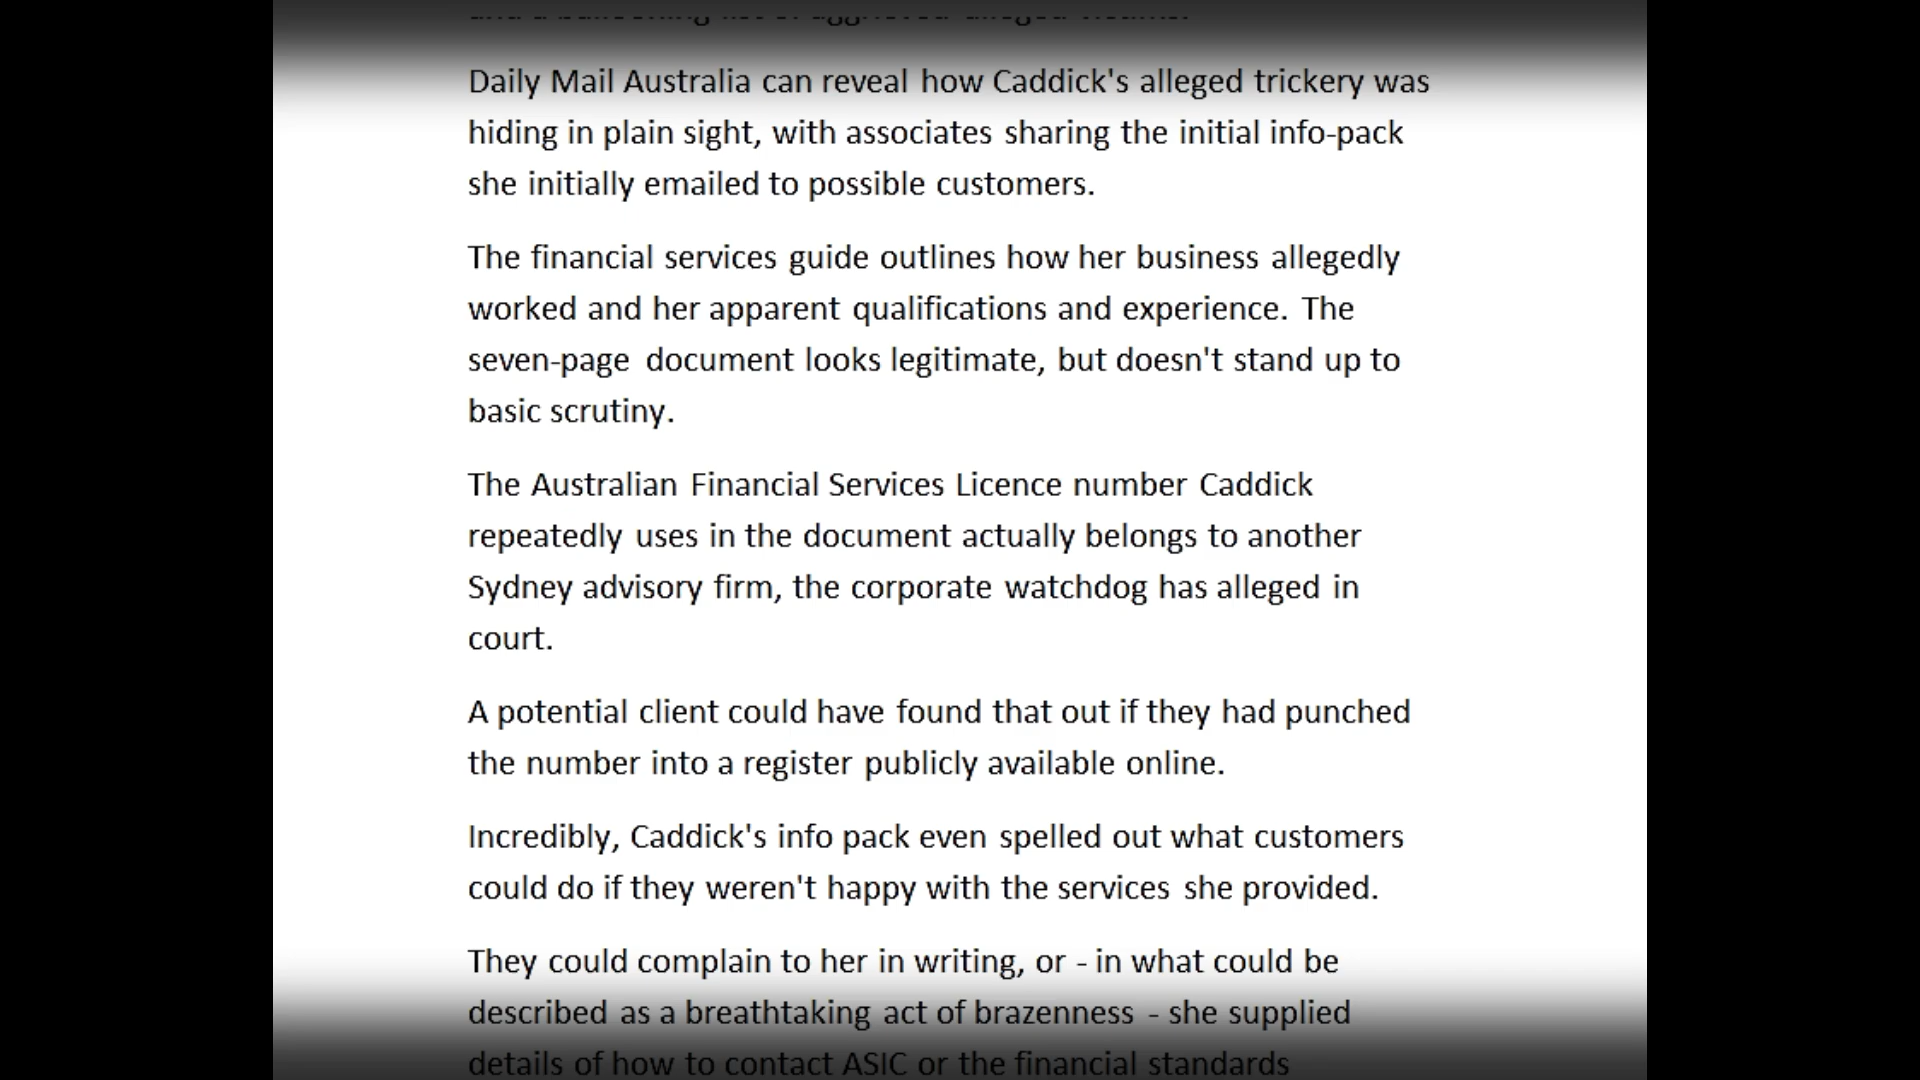 Daily Mail Australia can reveal how Caddick's alleged trickery was
hiding in plain sight, with associates sharing the initial info-pack
she initially emailed to possible customers.
The financial services guide outlines how her business allegedly
worked and her apparent qualifications and experience. The
seven-page document looks legitimate, but doesn't stand up to
basic scrutiny.
The Australian Financial Services Licence number Caddick
repeatedly uses in the document actually belongs to another
Sydney advisory firm, the corporate watchdog has alleged in
court.
A potential client could have found that out if they had punched
the number into a register publicly available online.
Incredibly, Caddick's info pack even spelled out what customers
could do if they weren't happy with the services she provided.
They could complain to her in writing, or - in what could be
described as a breathtaking act of brazenness - she supplied
details of how to contact ASIC or the financial standards